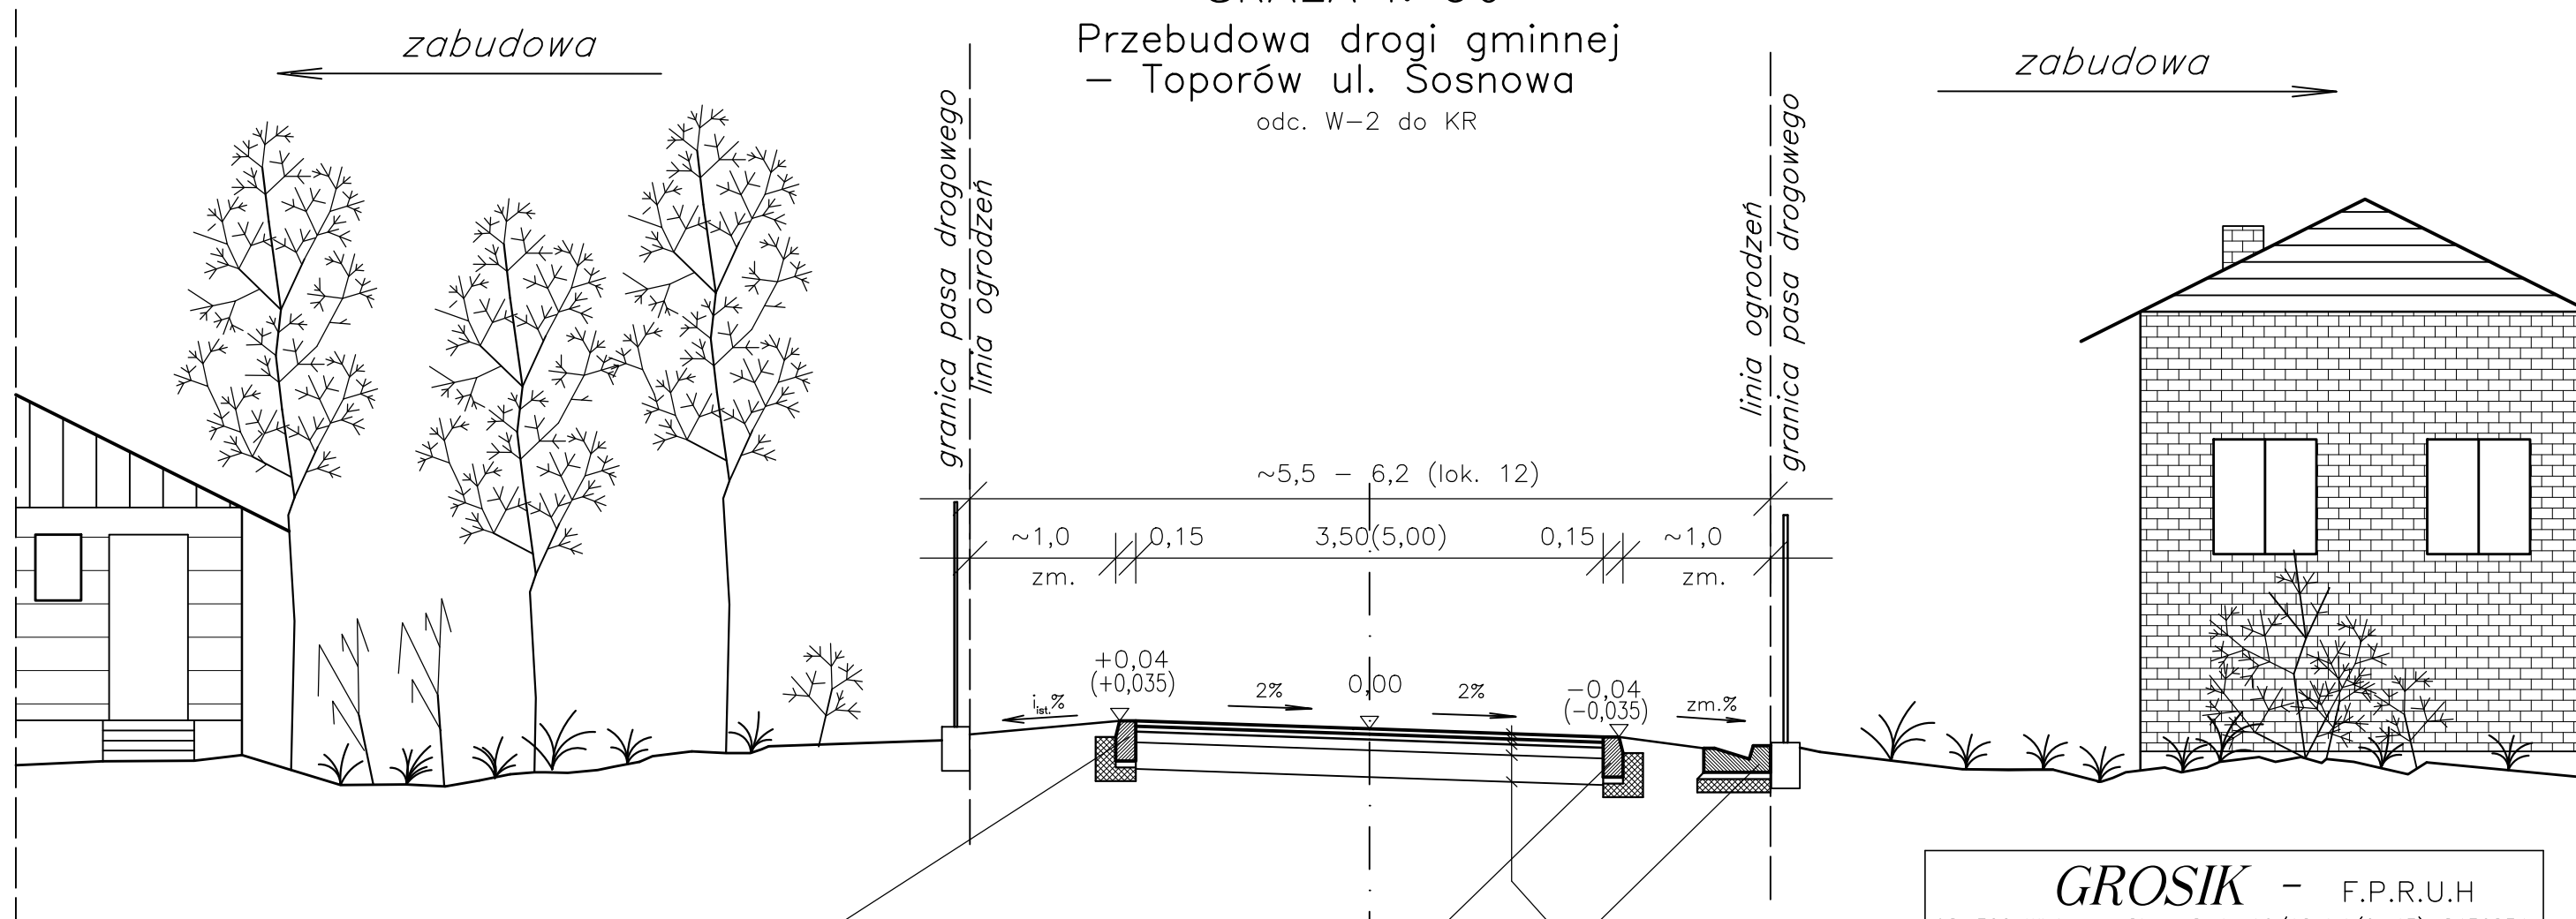 Przebudowa drogi gminnej
– Toporów ul. Sosnowa
odc. W–2 do KR
zabudowa
zabudowa
granica pasa drogowego
linia ogrodzeń
linia ogrodzeń
granica pasa drogowego
~5,5 – 6,2 (lok. 12)
~1,0 0,15 3,50(5,00) 0,15 ~1,0
zm. zm.
+0,04
(+0,035)
0,00
–0,04
(–0,035)
iist.% 2% 2% zm.%
GROSIK – F.P.R.U.H